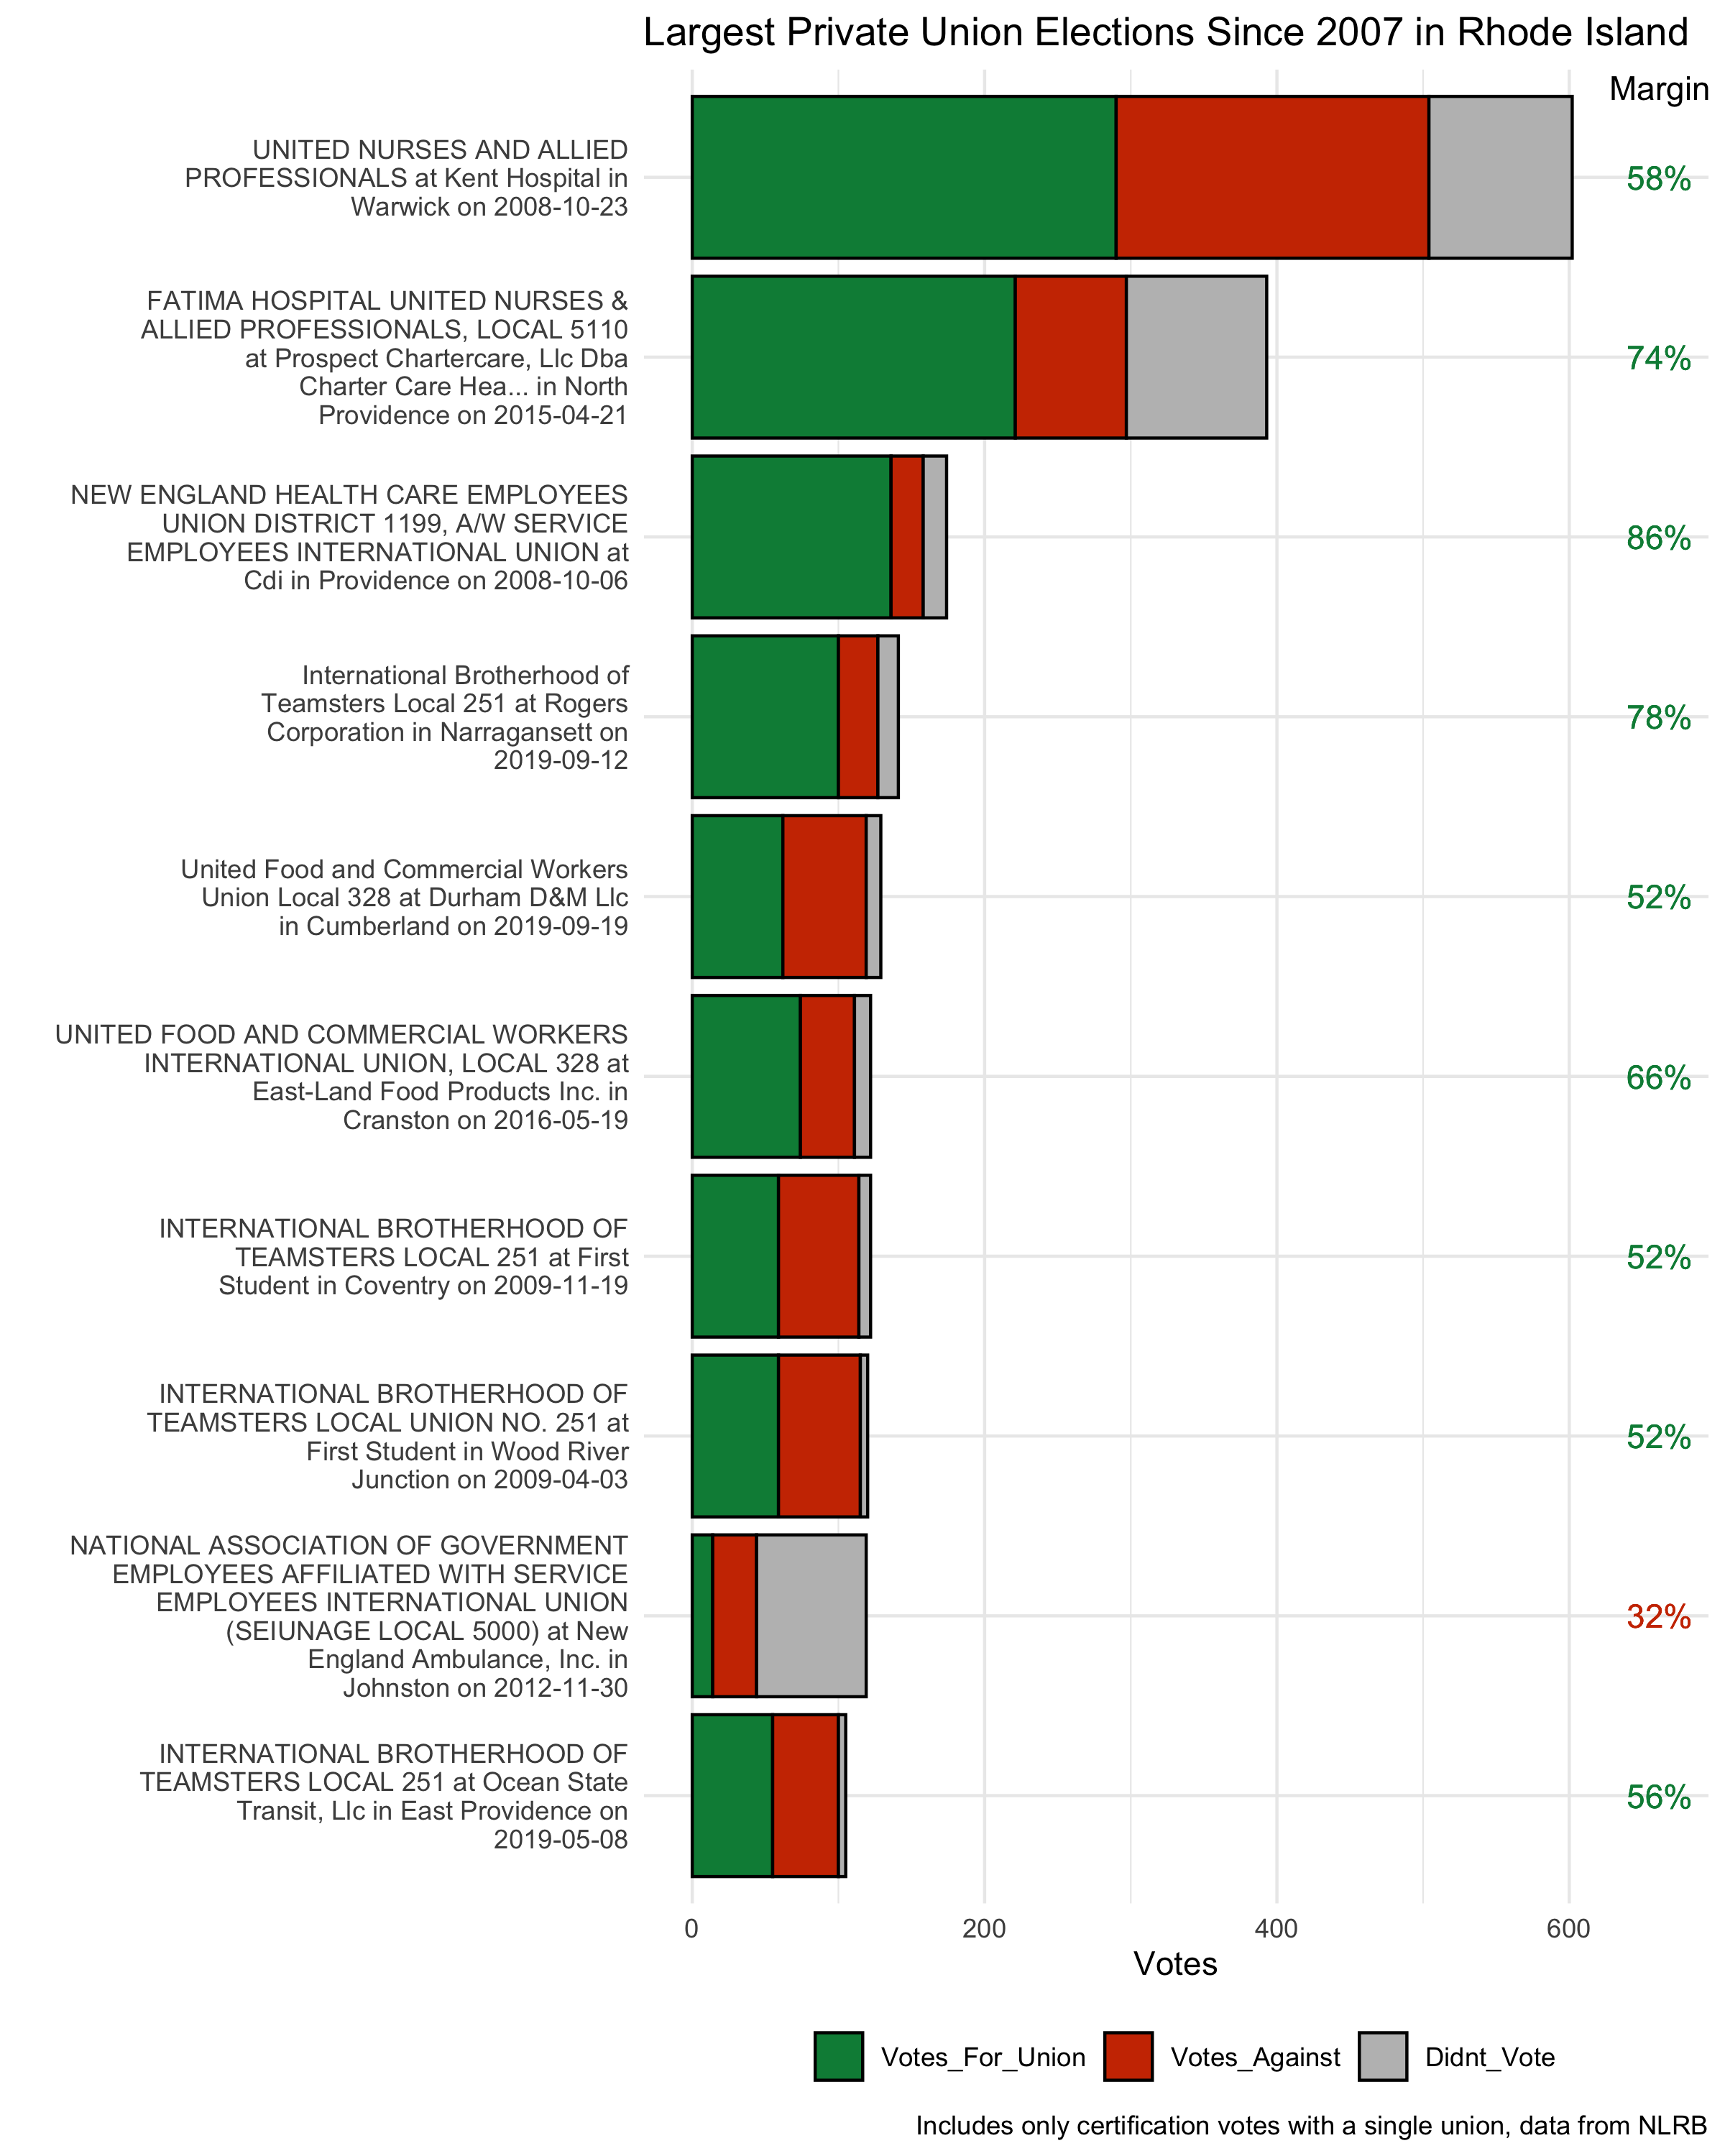 Largest Private Union Elections Since 2007 in Rhode Island
Margin
UNITED NURSES AND ALLIED
PROFESSIONALS at Kent Hospital in
Warwick on 2008-10-23
58%
FATIMA HOSPITAL UNITED NURSES &
ALLIED PROFESSIONALS, LOCAL 5110
at Prospect Chartercare, Llc Dba
Charter Care Hea... in North
Providence on 2015-04-21
74%
NEW ENGLAND HEALTH CARE EMPLOYEES
UNION DISTRICT 1199, A/W SERVICE
EMPLOYEES INTERNATIONAL UNION at
Cdi in Providence on 2008-10-06
86%
International Brotherhood of
Teamsters Local 251 at Rogers
Corporation in Narragansett on
2019-09-12
78%
United Food and Commercial Workers
Union Local 328 at Durham D&M Llc
in Cumberland on 2019-09-19
52%
UNITED FOOD AND COMMERCIAL WORKERS
INTERNATIONAL UNION, LOCAL 328 at
East-Land Food Products Inc. in
Cranston on 2016-05-19
66%
INTERNATIONAL BROTHERHOOD OF
TEAMSTERS LOCAL 251 at First
Student in Coventry on 2009-11-19
52%
INTERNATIONAL BROTHERHOOD OF
TEAMSTERS LOCAL UNION NO. 251 at
First Student in Wood River
Junction on 2009-04-03
52%
NATIONAL ASSOCIATION OF GOVERNMENT
EMPLOYEES AFFILIATED WITH SERVICE
EMPLOYEES INTERNATIONAL UNION
(SEIUNAGE LOCAL 5000) at New
England Ambulance, Inc. in
Johnston on 2012-11-30
32%
INTERNATIONAL BROTHERHOOD OF
TEAMSTERS LOCAL 251 at Ocean State
Transit, Llc in East Providence on
2019-05-08
56%
0 200 400 600
Votes
Votes_For_Union Votes_Against Didnt_Vote
Includes only certification votes with a single union, data from NLRB